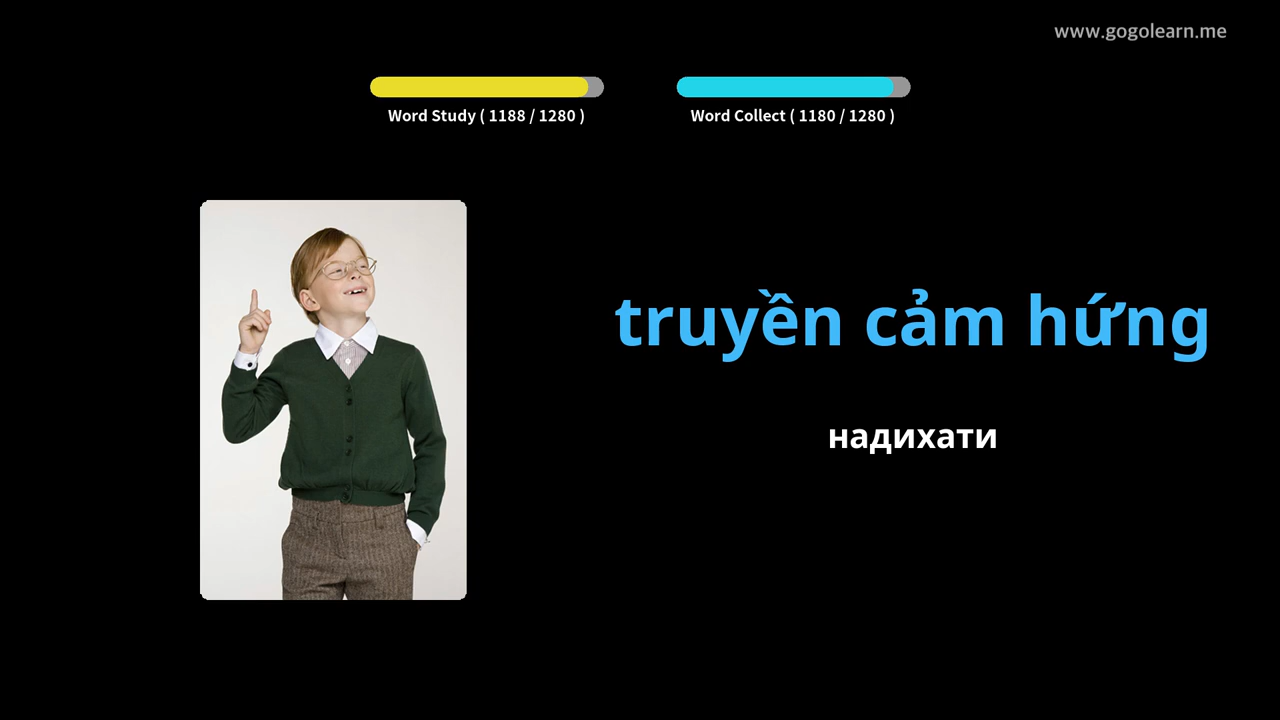 www.gogolearn.me
Word Study ( 1188 / 1280 )
Word Collect ( 1180 / 1280 )
truyền cảm hứng
надихати